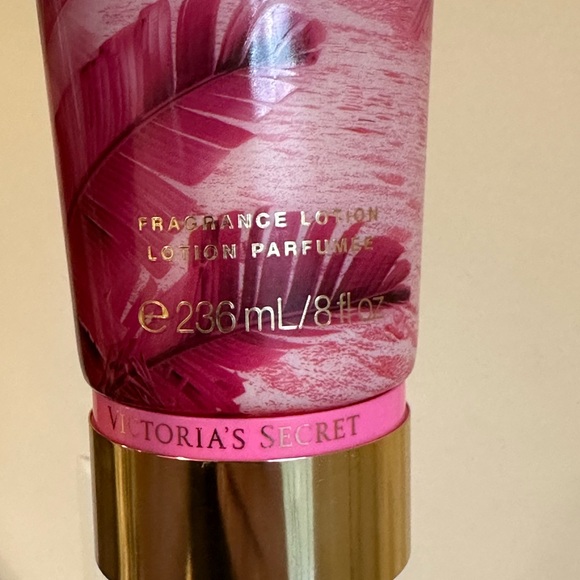 FRAGRANCE LOTION
LOTION PARFUMÉE
℮ 236 mL/8 fl oz
VICTORIA'S SECRET